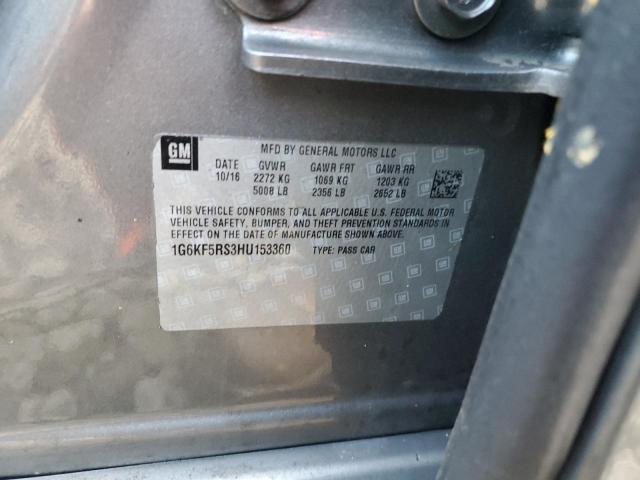 GM
MFD BY GENERAL MOTORS LLC
DATE GVWR GAWR FRT GAWR RR
10/16 2272 KG 1069 KG 1203 KG
5008 LB 2356 LB 2652 LB
THIS VEHICLE CONFORMS TO ALL APPLICABLE U.S. FEDERAL MOTOR
VEHICLE SAFETY, BUMPER, AND THEFT PREVENTION STANDARDS IN
EFFECT ON THE DATE OF MANUFACTURE SHOWN ABOVE.
1G6KF5RS3HU153360 TYPE: PASS CAR